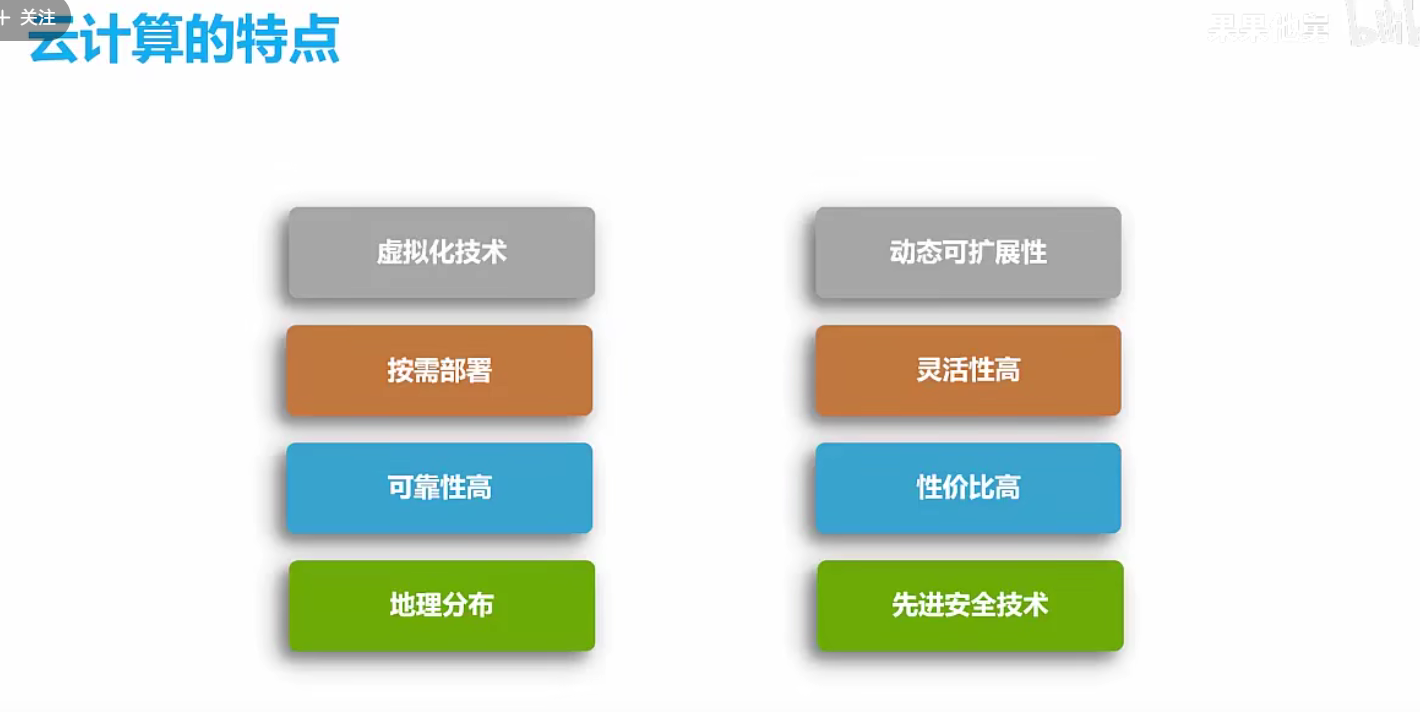 + 关注
云计算的特点
果果他舅
虚拟化技术
动态可扩展性
按需部署
灵活性高
可靠性高
性价比高
地理分布
先进安全技术